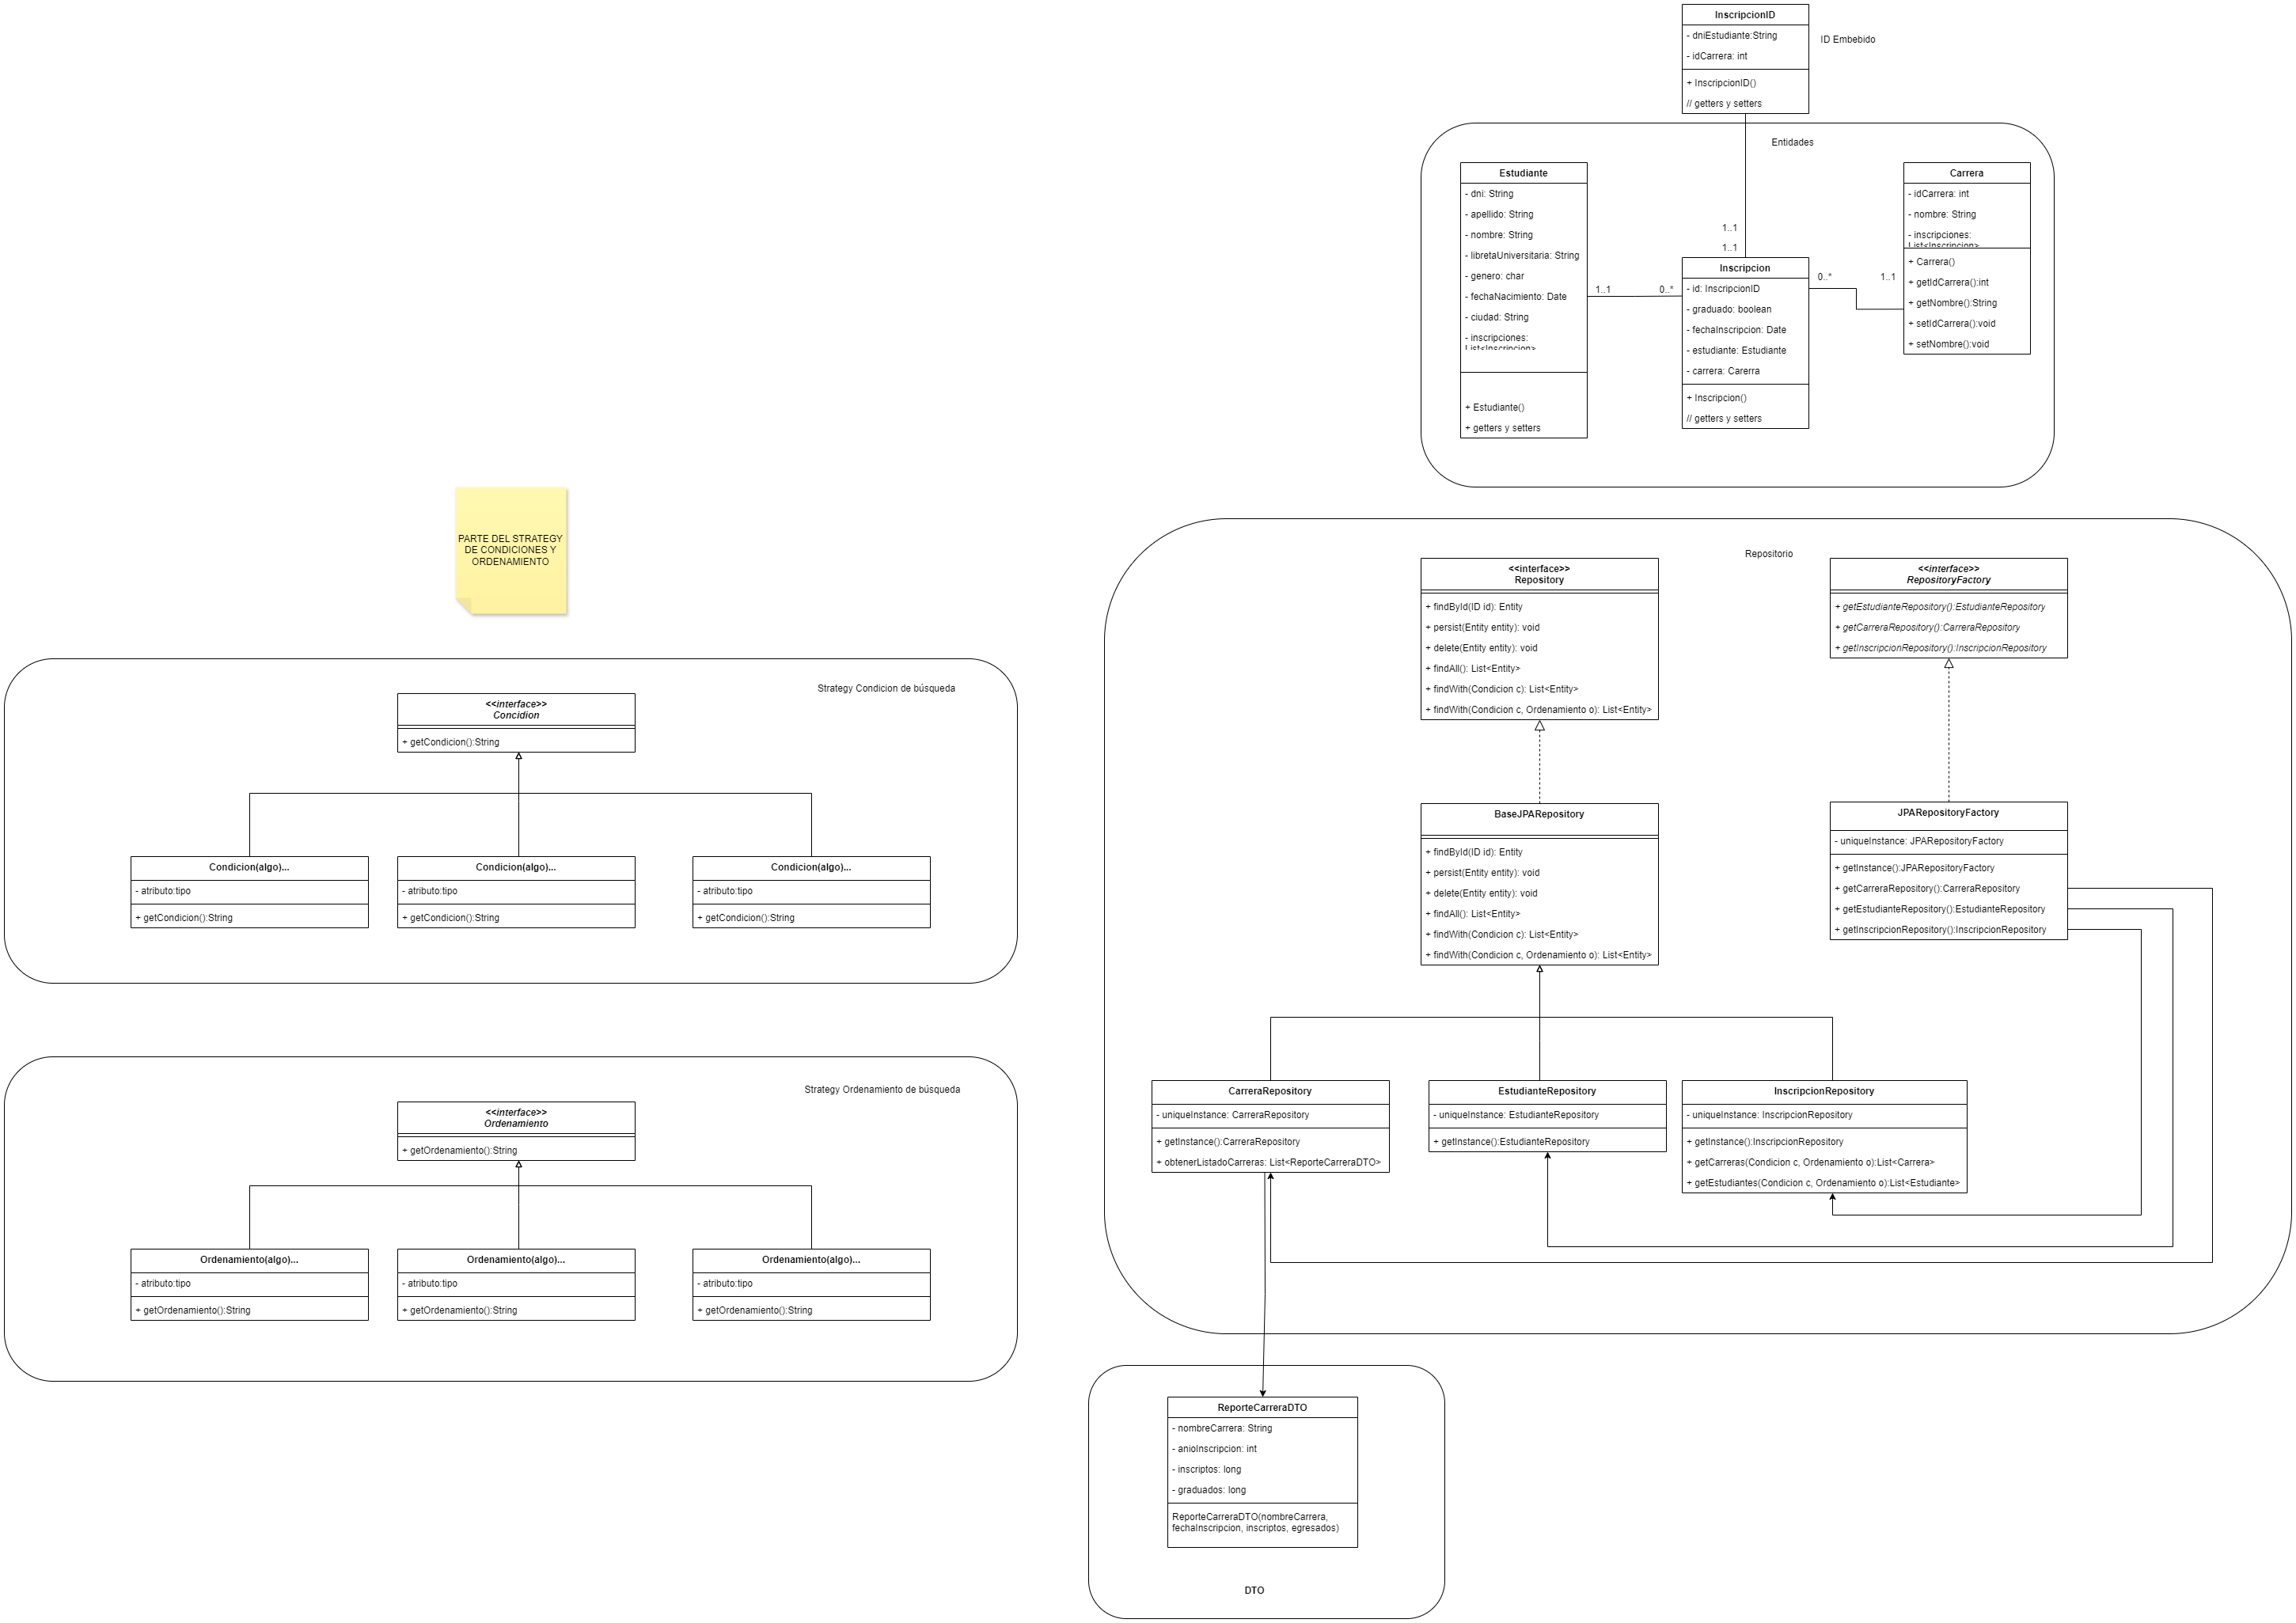 InscripcionID
- dniEstudiante:String
- idCarrera: int
+ InscripcionID()
// getters y setters
ID Embebido
Entidades
Estudiante
- dni: String
- apellido: String
- nombre: String
- libretaUniversitaria: String
- genero: char
- fechaNacimiento: Date
- ciudad: String
- inscripciones:
List<Inscripcion>
+ Estudiante()
+ getters y setters
1..1
0..*
1..1
1..1
Inscripcion
- id: InscripcionID
- graduado: boolean
- fechaInscripcion: Date
- estudiante: Estudiante
- carrera: Carerra
+ Inscripcion()
// getters y setters
0..*
1..1
Carrera
- idCarrera: int
- nombre: String
- inscripciones:
List<Inscripcion>
+ Carrera()
+ getIdCarrera():int
+ getNombre():String
+ setIdCarrera():void
+ setNombre():void
PARTE DEL STRATEGY
DE CONDICIONES Y
ORDENAMIENTO
Strategy Condicion de búsqueda
<<interface>>
Concidion
+ getCondicion():String
Condicion(algo)...
- atributo:tipo
+ getCondicion():String
Condicion(algo)...
- atributo:tipo
+ getCondicion():String
Condicion(algo)...
- atributo:tipo
+ getCondicion():String
Strategy Ordenamiento de búsqueda
<<interface>>
Ordenamiento
+ getOrdenamiento():String
Ordenamiento(algo)...
- atributo:tipo
+ getOrdenamiento():String
Ordenamiento(algo)...
- atributo:tipo
+ getOrdenamiento():String
Ordenamiento(algo)...
- atributo:tipo
+ getOrdenamiento():String
Repositorio
<<interface>>
Repository
+ findById(ID id): Entity
+ persist(Entity entity): void
+ delete(Entity entity): void
+ findAll(): List<Entity>
+ findWith(Condicion c): List<Entity>
+ findWith(Condicion c, Ordenamiento o): List<Entity>
<<interface>>
RepositoryFactory
+ getEstudianteRepository():EstudianteRepository
+ getCarreraRepository():CarreraRepository
+ getInscripcionRepository():InscripcionRepository
BaseJPARepository
+ findById(ID id): Entity
+ persist(Entity entity): void
+ delete(Entity entity): void
+ findAll(): List<Entity>
+ findWith(Condicion c): List<Entity>
+ findWith(Condicion c, Ordenamiento o): List<Entity>
JPARepositoryFactory
- uniqueInstance: JPARepositoryFactory
+ getInstance():JPARepositoryFactory
+ getCarreraRepository():CarreraRepository
+ getEstudianteRepository():EstudianteRepository
+ getInscripcionRepository():InscripcionRepository
CarreraRepository
- uniqueInstance: CarreraRepository
+ getInstance():CarreraRepository
+ obtenerListadoCarreras: List<ReporteCarreraDTO>
EstudianteRepository
- uniqueInstance: EstudianteRepository
+ getInstance():EstudianteRepository
InscripcionRepository
- uniqueInstance: InscripcionRepository
+ getInstance():InscripcionRepository
+ getCarreras(Condicion c, Ordenamiento o):List<Carrera>
+ getEstudiantes(Condicion c, Ordenamiento o):List<Estudiante>
ReporteCarreraDTO
- nombreCarrera: String
- anioInscripcion: int
- inscriptos: long
- graduados: long
ReporteCarreraDTO(nombreCarrera,
fechaInscripcion, inscriptos, egresados)
DTO